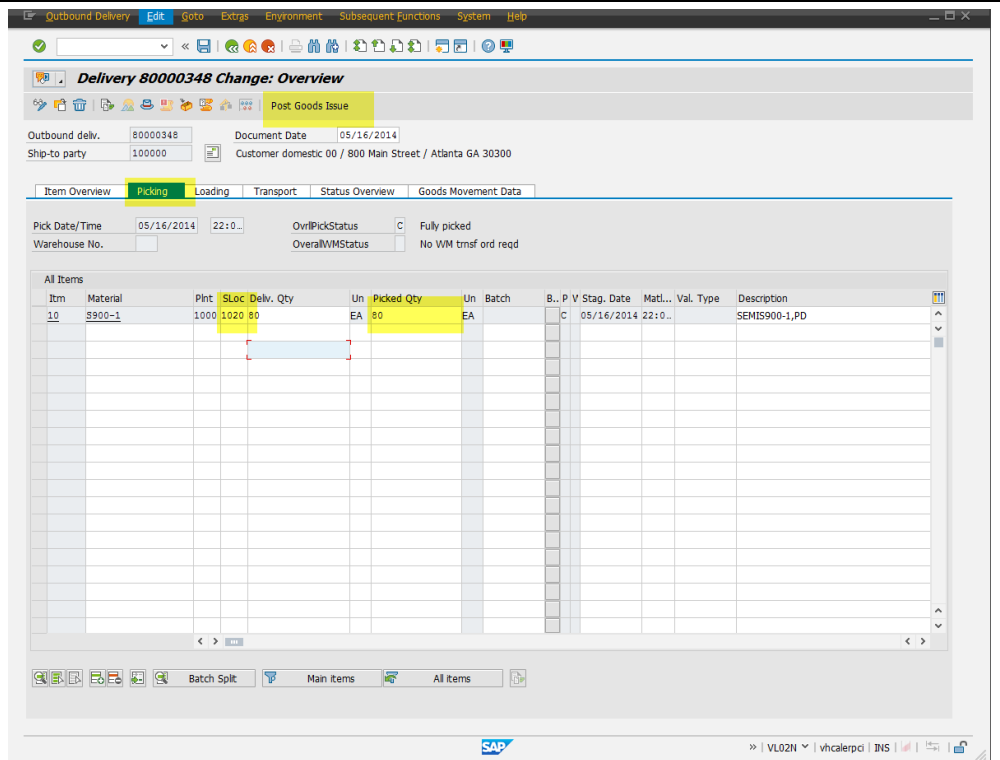 Outbound Delivery Edit Goto Extras Environment Subsequent Functions System Help
Delivery 80000348 Change: Overview
Post Goods Issue
Outbound deliv. 80000348 Document Date 05/16/2014
Ship-to party 100000 Customer domestic 00 / 800 Main Street / Atlanta GA 30300
Item Overview Picking Loading Transport Status Overview Goods Movement Data
Pick Date/Time 05/16/2014 22:0… OvrllPickStatus C Fully picked
Warehouse No. OverallWMStatus No WM trnsf ord reqd
All Items
Itm Material Plnt SLoc Deliv. Qty Un Picked Qty Un Batch B.. P V Stag. Date Matl... Val. Type Description
10 S900-1 1000 1020 80 EA 80 EA C 05/16/2014 22:0… SEMIS900-1,PD
Batch Split Main items All items
SAP » VL02N vhcalerpci INS